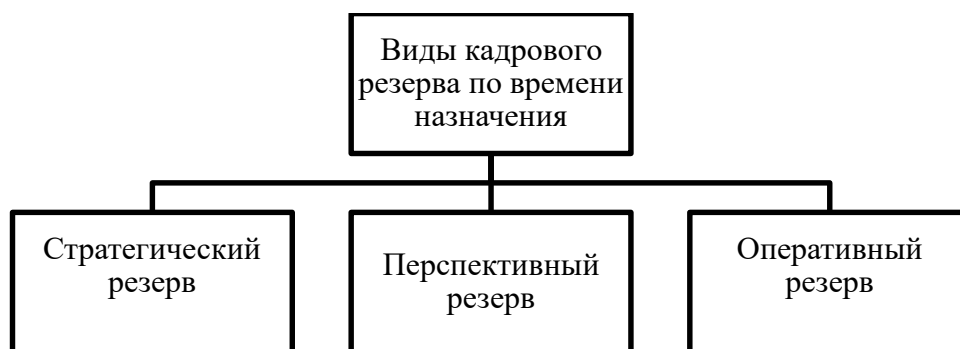 Виды кадрового
резерва по времени
назначения
Стратегический
резерв
Перспективный
резерв
Оперативный
резерв